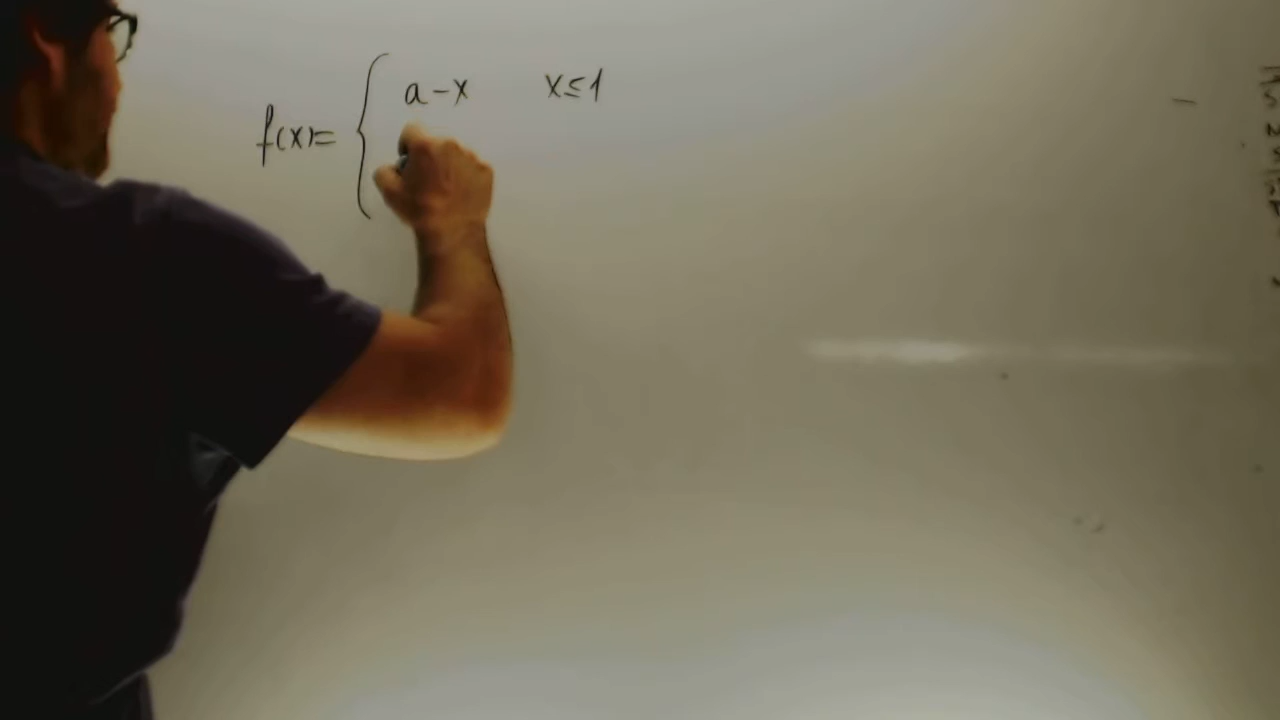 f(x)= { a-x x≤1